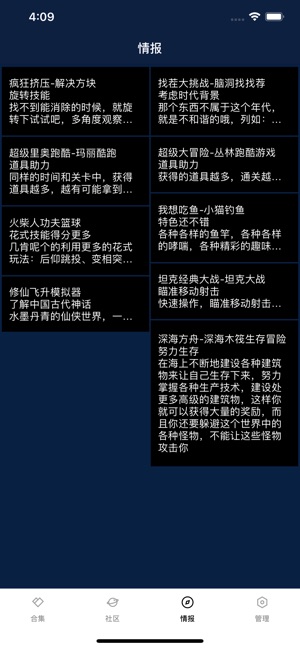 4:09
情报
疯狂挤压-解决方块
旋转技能
找不到能消除的时候，就旋
转下试试吧，多角度观察…
超级里奥跑酷-玛丽酷跑
道具助力
同样的时间和关卡中，获得
道具越多，越有可能拿到…
火柴人功夫篮球
花式技能得分更多
几肯呢个的利用更多的花式
玩法：后仰跳投、变相突…
修仙飞升模拟器
了解中国古代神话
水墨丹青的仙侠世界，一…
找茬大挑战-脑洞找找荐
考虑时代背景
那个东西不属于这个年代，
就是不和谐的哦，列如：…
超级大冒险-丛林跑酷游戏
道具助力
获得的道具越多，通关越…
我想吃鱼-小猫钓鱼
特色还不错
各种各样的鱼竿，各种各样
的哮喘，各种精彩的趣味…
坦克经典大战-坦克大战
瞄准移动射击
快速操作，瞄准移动射击…
深海方舟-深海木筏生存冒险
努力生存
在海上不断地建设各种建筑
物来让自己生存下来，努力
掌握各种生产技术，建设处
更多高级的建筑物，这样你
就可以获得大量的奖励，而
且你还要躲避这个世界中的
各种怪物，不能让这些怪物
攻击你
合集
社区
情报
管理